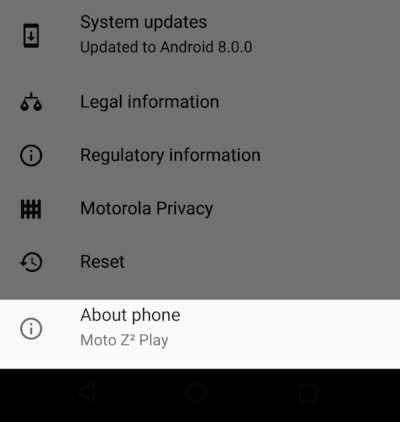 System updates
Updated to Android 8.0.0
Legal information
Regulatory information
Motorola Privacy
Reset
About phone
Moto Z² Play